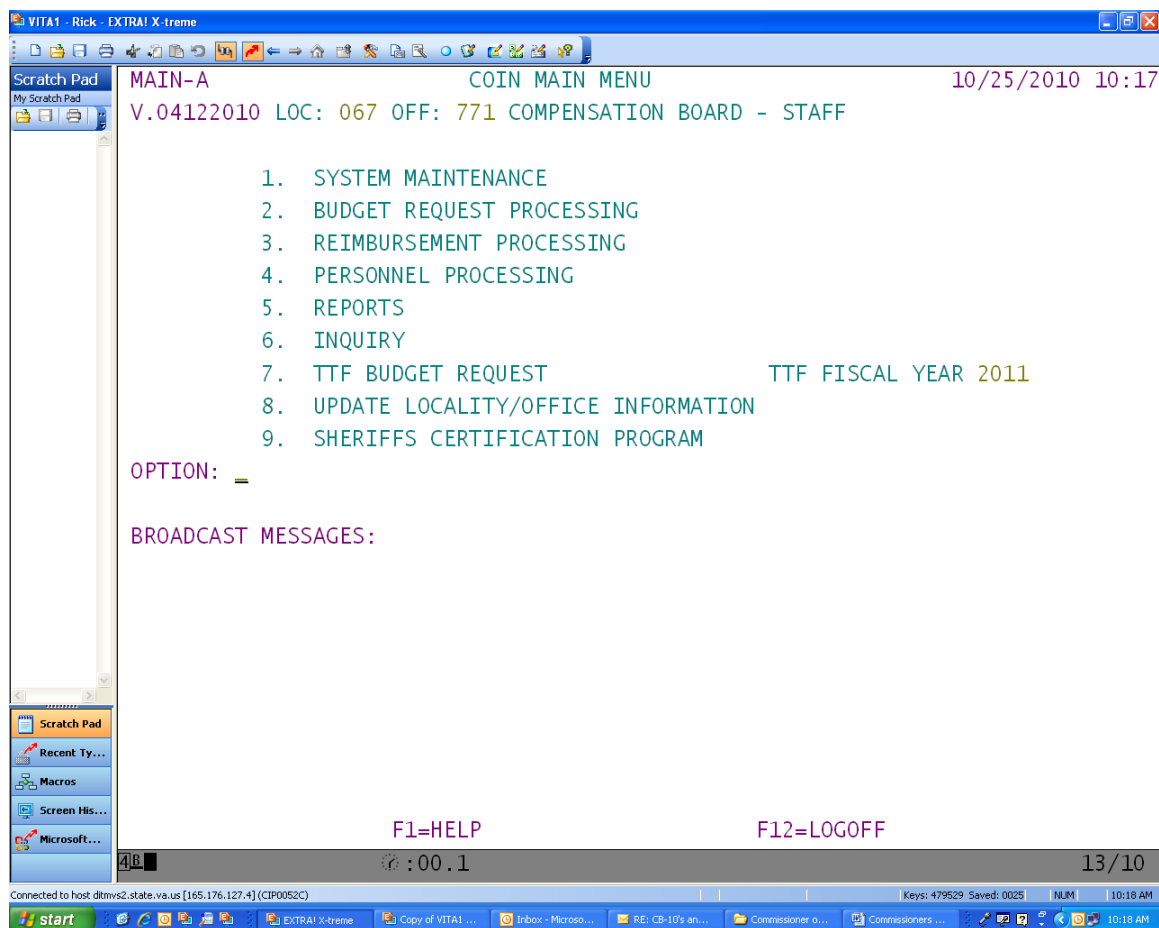 VITA1 - Rick - EXTRA! X-treme
Scratch Pad
My Scratch Pad
MAIN-A COIN MAIN MENU 10/25/2010 10:17
V.04122010 LOC: 067 OFF: 771 COMPENSATION BOARD - STAFF
1. SYSTEM MAINTENANCE
2. BUDGET REQUEST PROCESSING
3. REIMBURSEMENT PROCESSING
4. PERSONNEL PROCESSING
5. REPORTS
6. INQUIRY
7. TTF BUDGET REQUEST TTF FISCAL YEAR 2011
8. UPDATE LOCALITY/OFFICE INFORMATION
9. SHERIFFS CERTIFICATION PROGRAM
OPTION: _
BROADCAST MESSAGES:
Scratch Pad
Recent Ty...
Macros
Screen His...
Microsoft...
F1=HELP F12=LOGOFF
4B :00.1 13/10
Connected to host ditmvs2.state.va.us [165.176.127.4] (CIP0052C) Keys: 479529 Saved: 0025 NUM 10:18 AM
start EXTRA! X-treme Copy of VITA1 ... Inbox - Microso... RE: CB-10's an... Commissioner o... Commissioners ... 10:18 AM